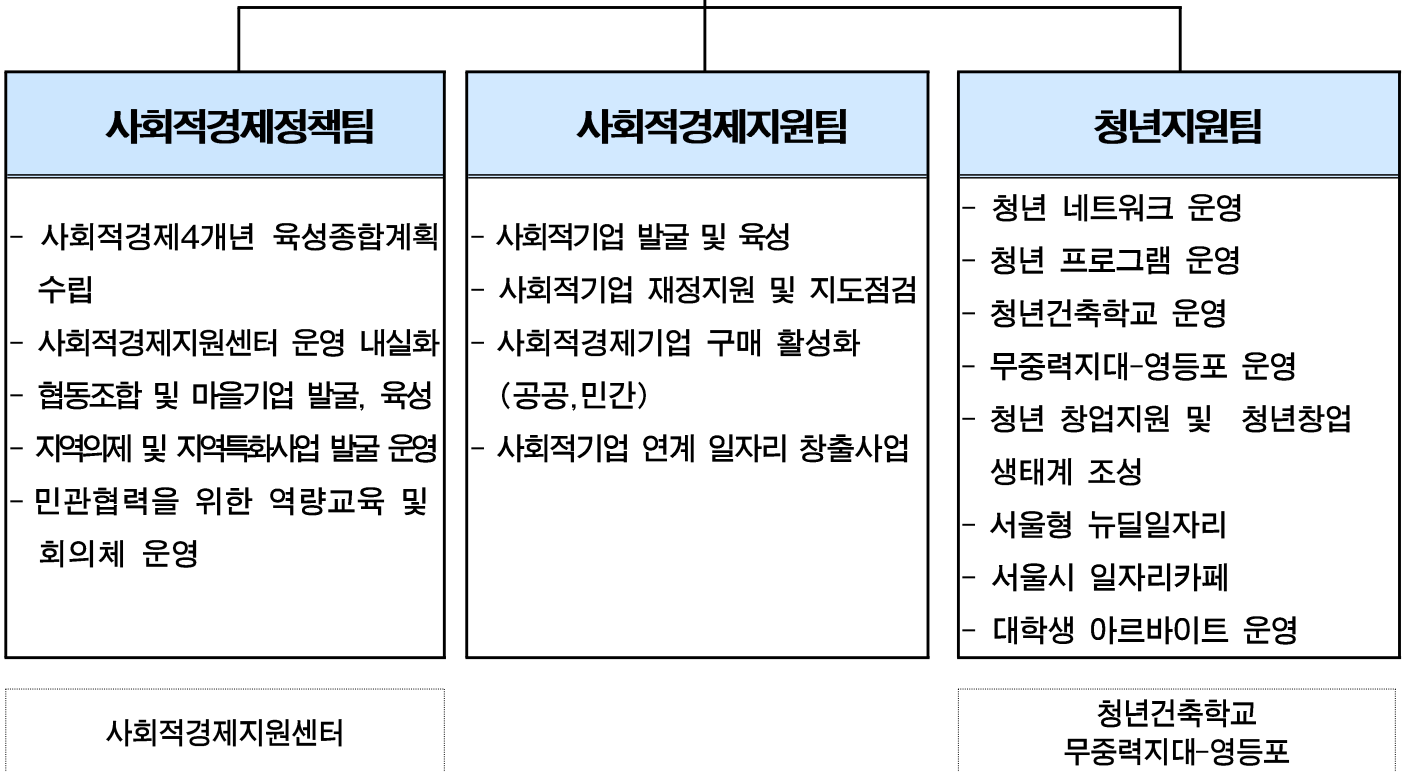 사회적경제정책팀
- 사회적경제4개년 육성종합계획
수립
- 사회적경제지원센터 운영 내실화
- 협동조합 및 마을기업 발굴, 육성
- 지역의제 및 지역특화사업 발굴 운영
- 민관협력을 위한 역량교육 및
회의체 운영
사회적경제지원센터
사회적경제지원팀
- 사회적기업 발굴 및 육성
- 사회적기업 재정지원 및 지도점검
- 사회적경제기업 구매 활성화
(공공,민간)
- 사회적기업 연계 일자리 창출사업
청년지원팀
- 청년 네트워크 운영
- 청년 프로그램 운영
- 청년건축학교 운영
- 무중력지대-영등포 운영
- 청년 창업지원 및 청년창업
생태계 조성
- 서울형 뉴딜일자리
- 서울시 일자리카페
- 대학생 아르바이트 운영
청년건축학교
무중력지대-영등포